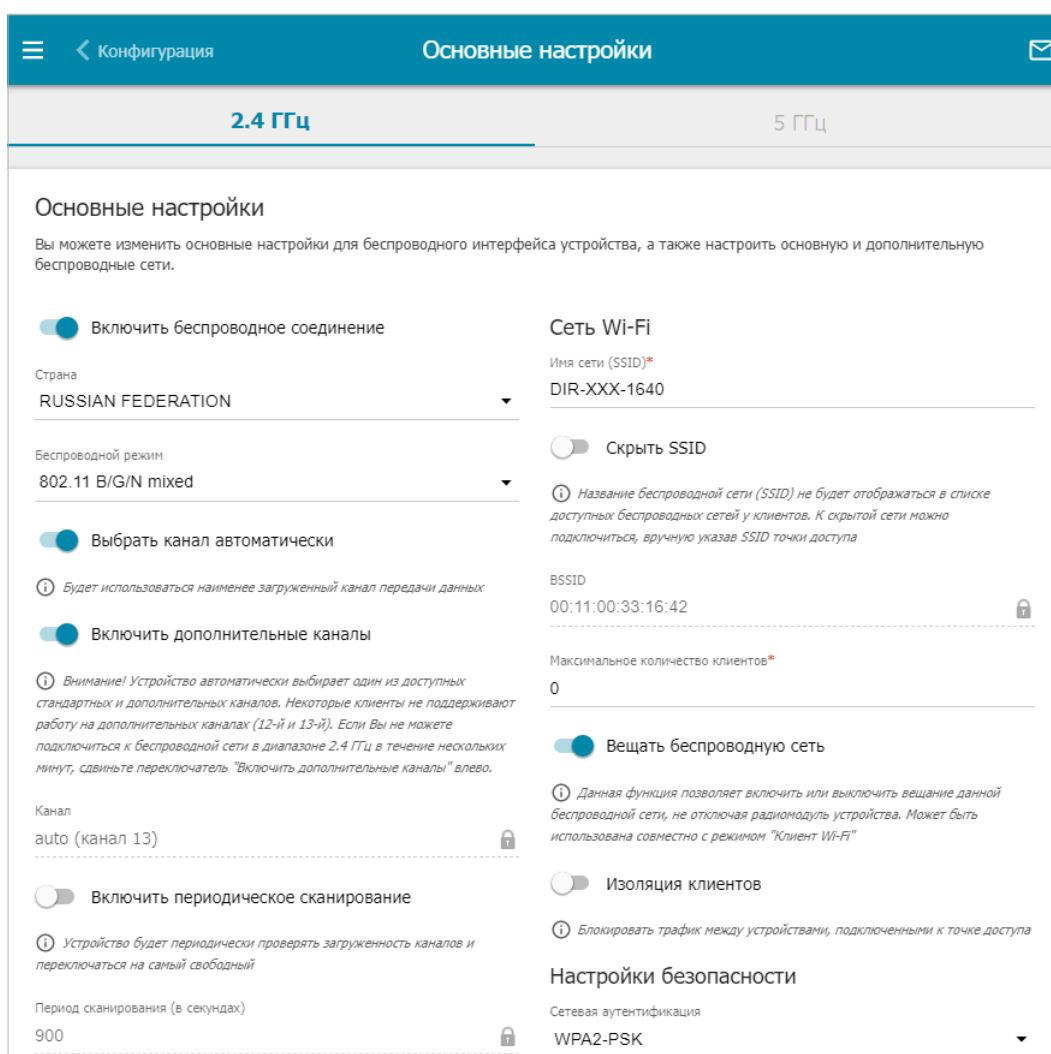 Конфигурация
Основные настройки
2.4 ГГц
5 ГГц
Основные настройки
Вы можете изменить основные настройки для беспроводного интерфейса устройства, а также настроить основную и дополнительную
беспроводные сети.
Включить беспроводное соединение
Страна
RUSSIAN FEDERATION
Беспроводной режим
802.11 B/G/N mixed
Выбрать канал автоматически
Будет использоваться наименее загруженный канал передачи данных
Включить дополнительные каналы
Внимание! Устройство автоматически выбирает один из доступных
стандартных и дополнительных каналов. Некоторые клиенты не поддерживают
работу на дополнительных каналах (12-й и 13-й). Если Вы не можете
подключиться к беспроводной сети в диапазоне 2.4 ГГц в течение нескольких
минут, сдвиньте переключатель "Включить дополнительные каналы" влево.
Канал
auto (канал 13)
Включить периодическое сканирование
Устройство будет периодически проверять загруженность каналов и
переключаться на самый свободный
Период сканирования (в секундах)
900
Сеть Wi-Fi
Имя сети (SSID)*
DIR-XXX-1640
Скрыть SSID
Название беспроводной сети (SSID) не будет отображаться в списке
доступных беспроводных сетей у клиентов. К скрытой сети можно
подключиться, вручную указав SSID точки доступа
BSSID
00:11:00:33:16:42
Максимальное количество клиентов*
0
Вещать беспроводную сеть
Данная функция позволяет включить или выключить вещание данной
беспроводной сети, не отключая радиомодуль устройства. Может быть
использована совместно с режимом "Клиент Wi-Fi"
Изоляция клиентов
Блокировать трафик между устройствами, подключенными к точке доступа
Настройки безопасности
Сетевая аутентификация
WPA2-PSK